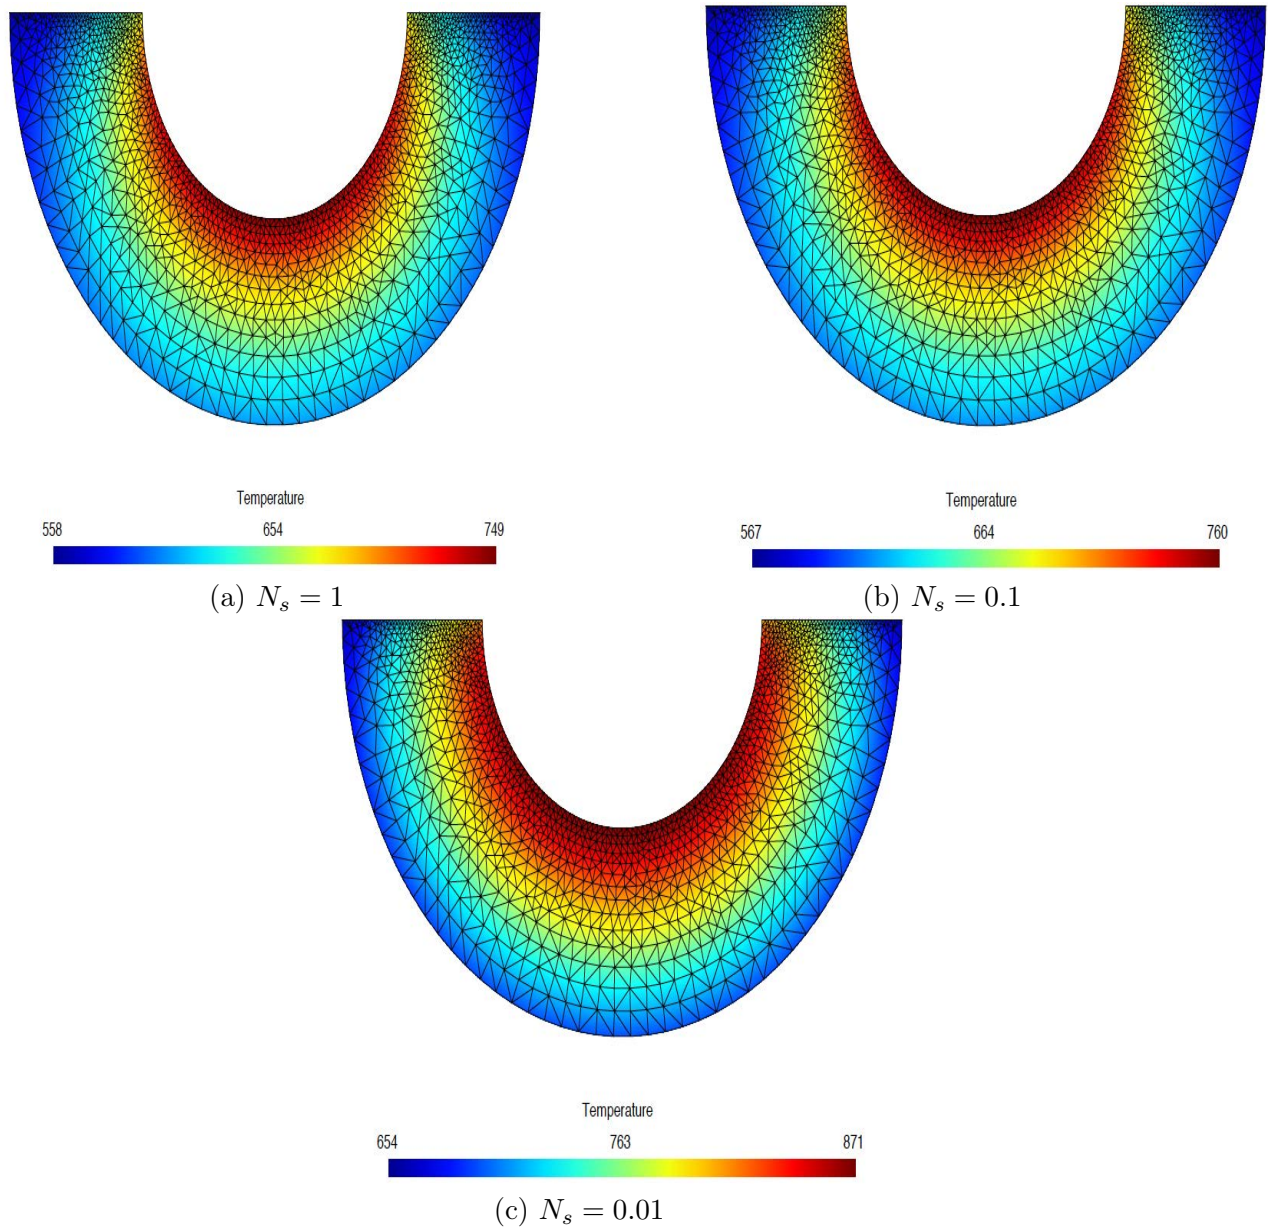 Temperature
558 654 749
(a) N_s = 1
Temperature
567 664 760
(b) N_s = 0.1
Temperature
654 763 871
(c) N_s = 0.01